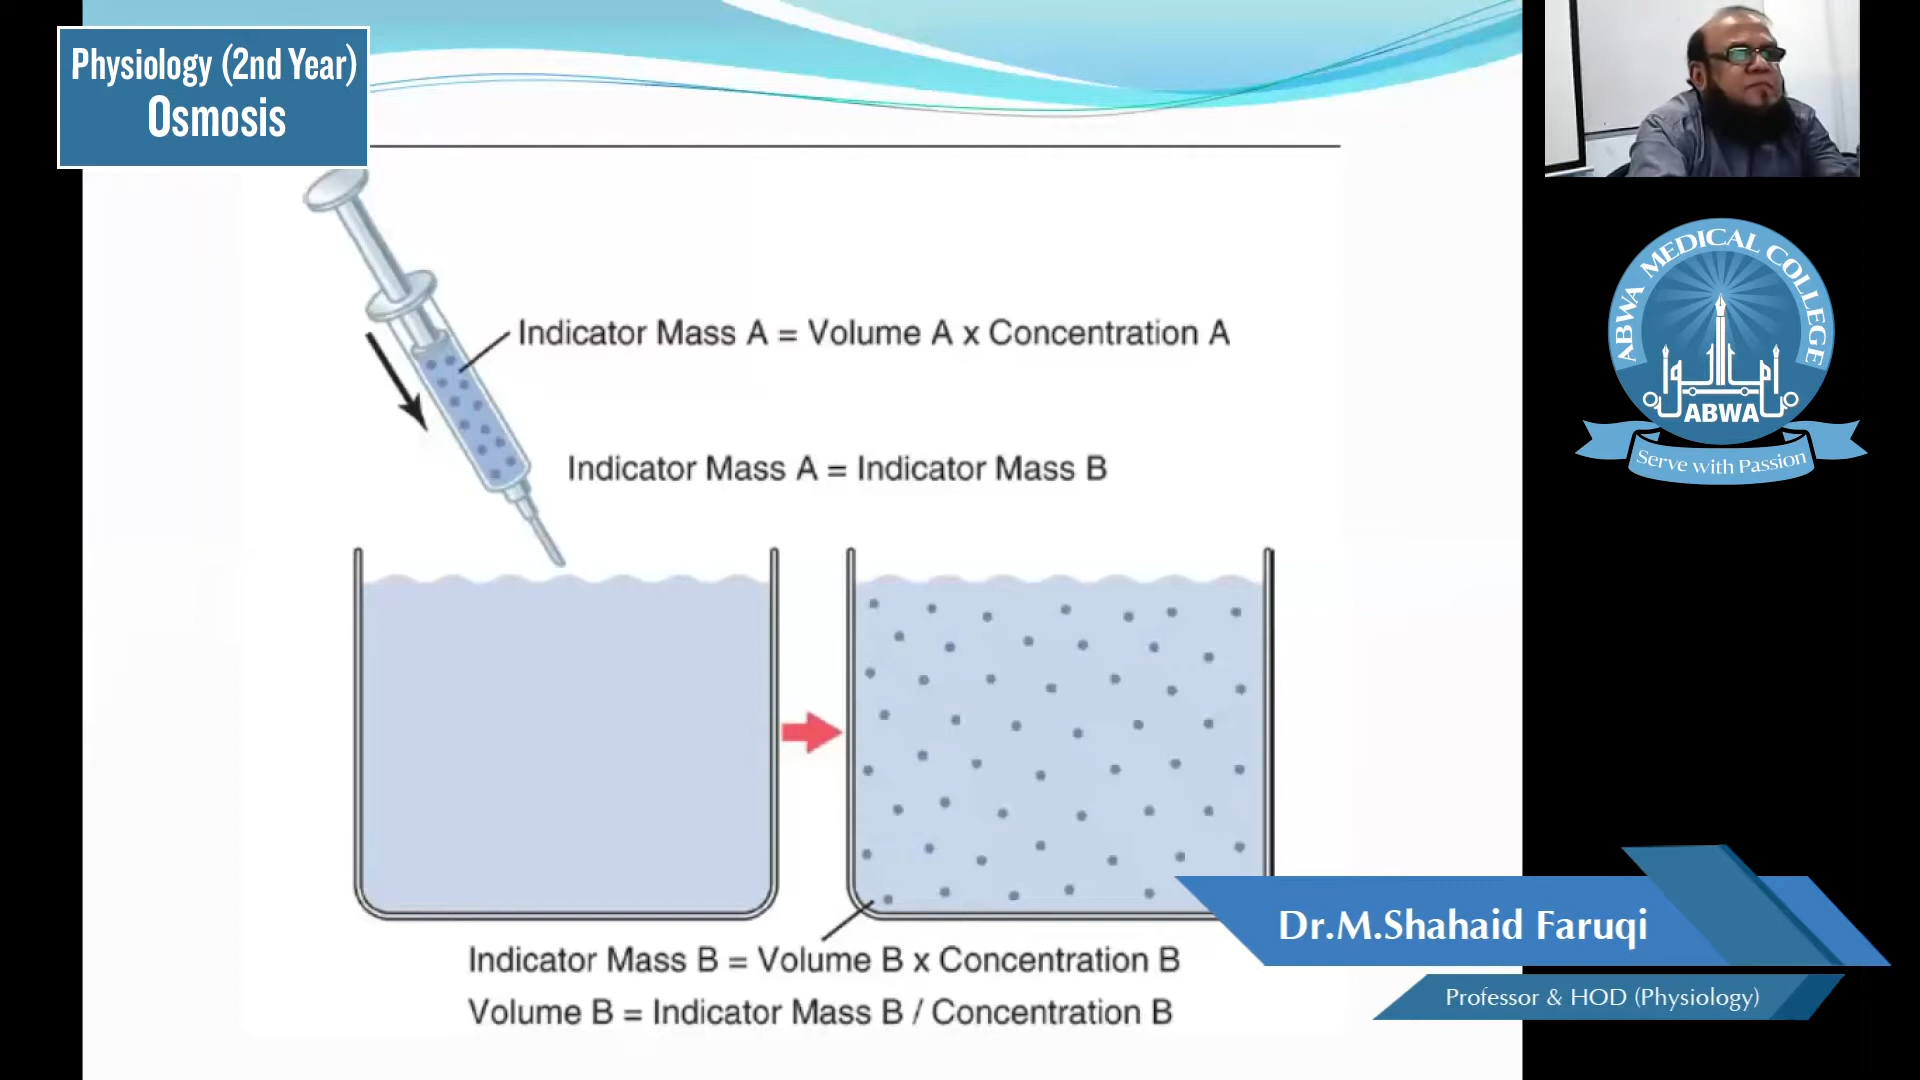 Physiology (2nd Year)
Osmosis
Indicator Mass A = Volume A x Concentration A
Indicator Mass A = Indicator Mass B
Indicator Mass B = Volume B x Concentration B
Volume B = Indicator Mass B / Concentration B
ABWA MEDICAL COLLEGE
ABWA
Serve with Passion
Dr.M.Shahaid Faruqi
Professor & HOD (Physiology)